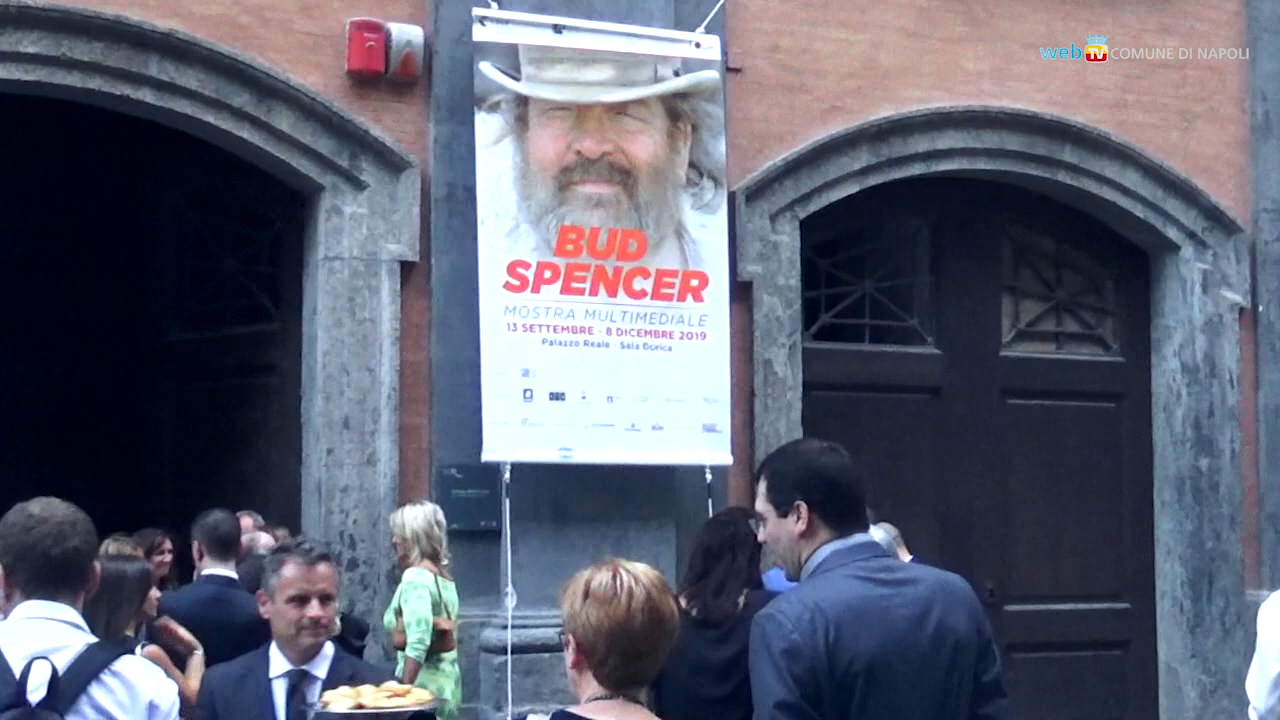 web TV COMUNE DI NAPOLI
BUD
SPENCER
MOSTRA MULTIMEDIALE
13 SETTEMBRE - 8 DICEMBRE 2019
Palazzo Reale - Sala Dorica